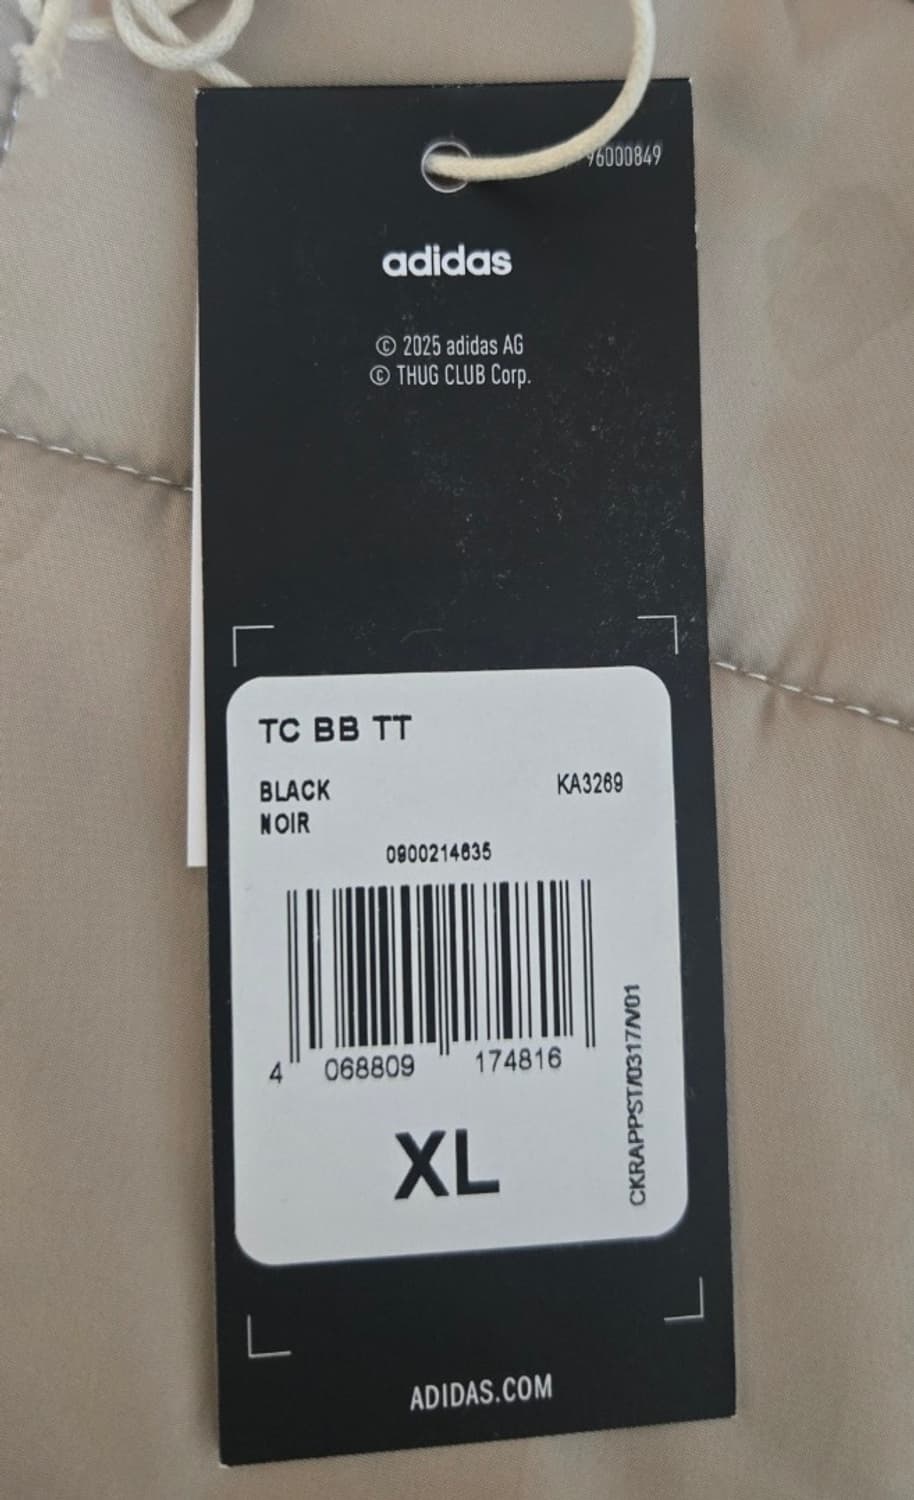 96000849
adidas
© 2025 adidas AG
© THUG CLUB Corp.
TC BB TT
BLACK
KA3269
NOIR
0900214635
4 068809 174816
CKRAPPST/0317/V01
XL
ADIDAS.COM